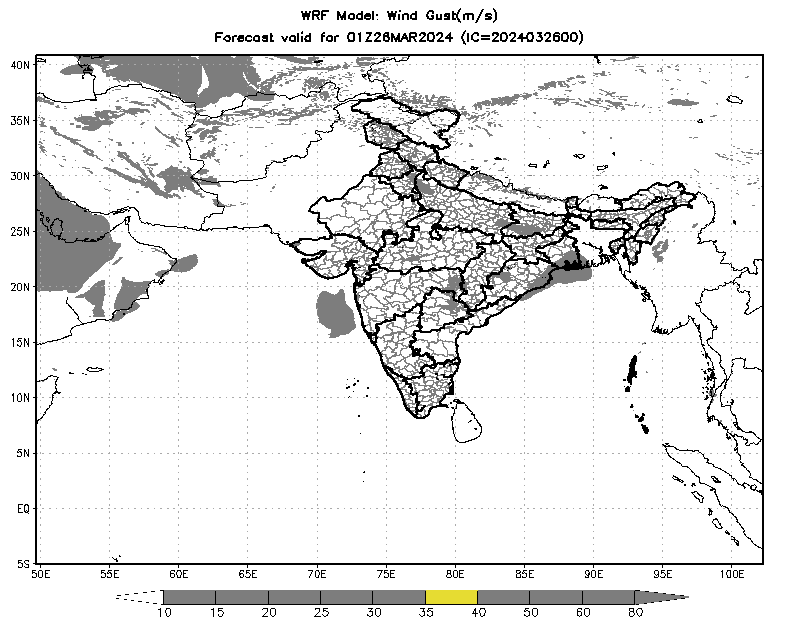 WRF Model: Wind Gust(m/s)
Forecast valid for 01Z26MAR2024 (IC=2024032600)
40N
35N
30N
25N
20N
15N
10N
5N
EQ
5S
50E 55E 60E 65E 70E 75E 80E 85E 90E 95E 100E
10 15 20 25 30 35 40 50 60 80